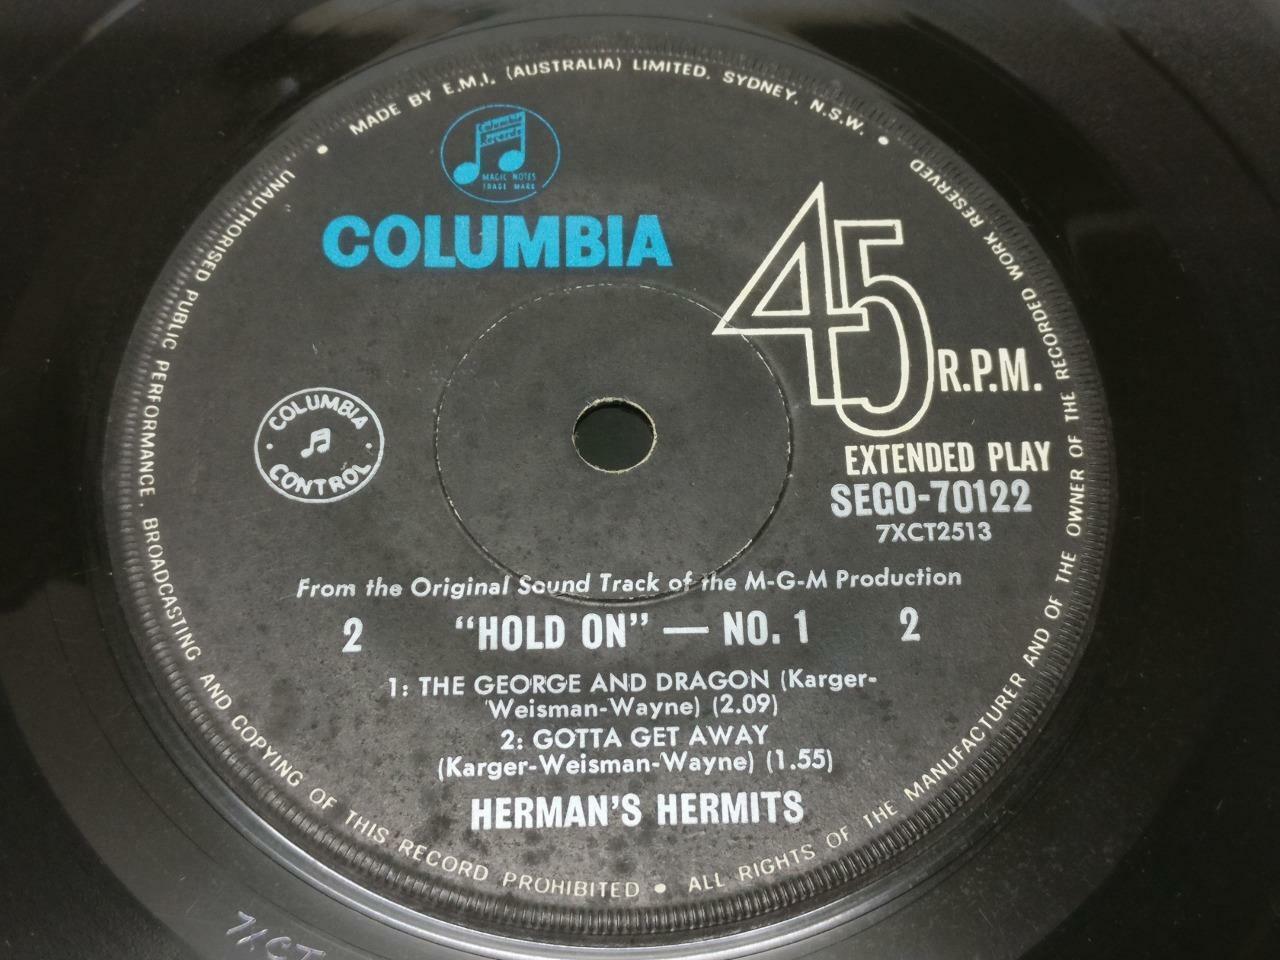 MADE BY E.M.I. (AUSTRALIA) LIMITED. SYDNEY. N.S.W.
Columbia
Records
MAGIC NOTES
TRADE MARK
COLUMBIA
45
R.P.M.
COLUMBIA
CONTROL
EXTENDED PLAY
SEGO-70122
7XCT2513
From the Original Sound Track of the M-G-M Production
2 "HOLD ON" — NO. 1 2
1: THE GEORGE AND DRAGON (Karger-
Weisman-Wayne) (2.09)
2: GOTTA GET AWAY
(Karger-Weisman-Wayne) (1.55)
HERMAN'S HERMITS
UNAUTHORISED PUBLIC PERFORMANCE, BROADCASTING AND COPYING OF THIS RECORD PROHIBITED • ALL RIGHTS OF THE MANUFACTURER AND OF THE OWNER OF THE RECORDED WORK RESERVED
7XCT